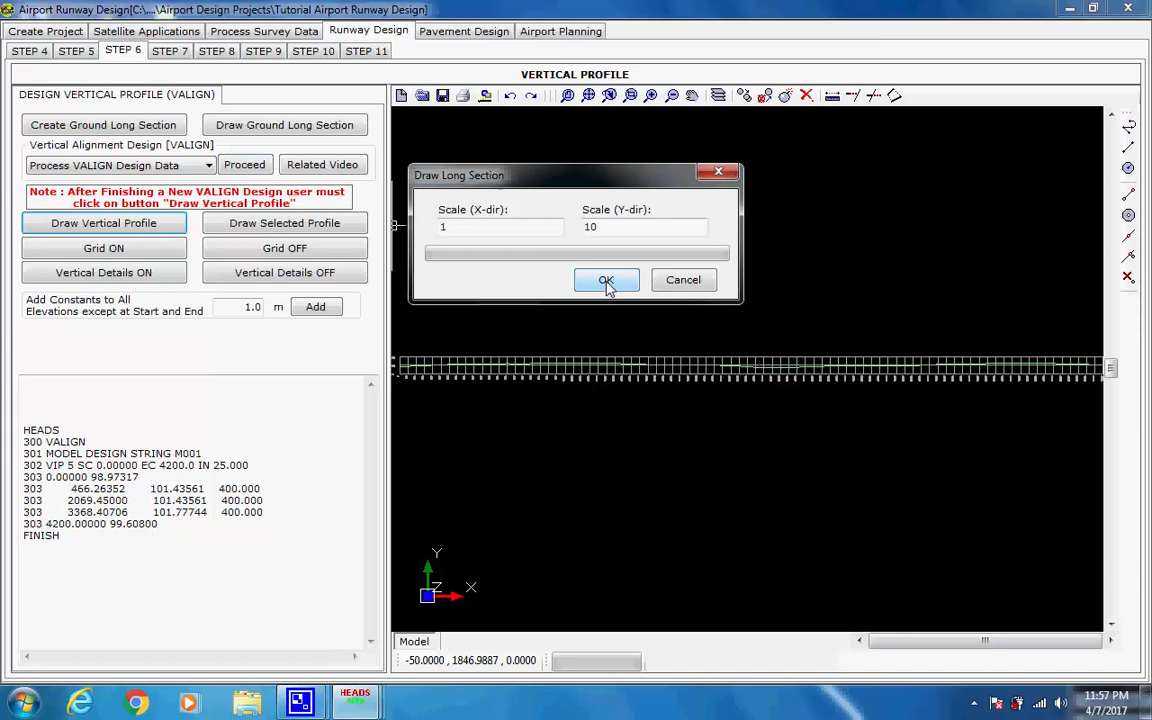 Airport Runway Design[C:\....\Airport Design Projects\Tutorial Airport Runway Design]
Create Project
Satellite Applications
Process Survey Data
Runway Design
Pavement Design
Airport Planning
STEP 4
STEP 5
STEP 6
STEP 7
STEP 8
STEP 9
STEP 10
STEP 11
VERTICAL PROFILE
DESIGN VERTICAL PROFILE (VALIGN)
Create Ground Long Section
Draw Ground Long Section
Vertical Alignment Design [VALIGN]
Process VALIGN Design Data
Proceed
Related Video
Note : After Finishing a New VALIGN Design user must
click on button "Draw Vertical Profile"
Draw Vertical Profile
Draw Selected Profile
Grid ON
Grid OFF
Vertical Details ON
Vertical Details OFF
Add Constants to All
Elevations except at Start and End
1.0
m
Add
HEADS
300 VALIGN
301 MODEL DESIGN STRING M001
302 VIP 5 SC 0.00000 EC 4200.0 IN 25.000
303 0.00000 98.97317
303 466.26352 101.43561 400.000
303 2069.45000 101.43561 400.000
303 3368.40706 101.77744 400.000
303 4200.00000 99.60800
FINISH
Draw Long Section
Scale (X-dir):
Scale (Y-dir):
1
10
OK
Cancel
Y
Z
X
Model
-50.0000, 1846.9887 , 0.0000
HEADS
Site
11:57 PM
4/7/2017